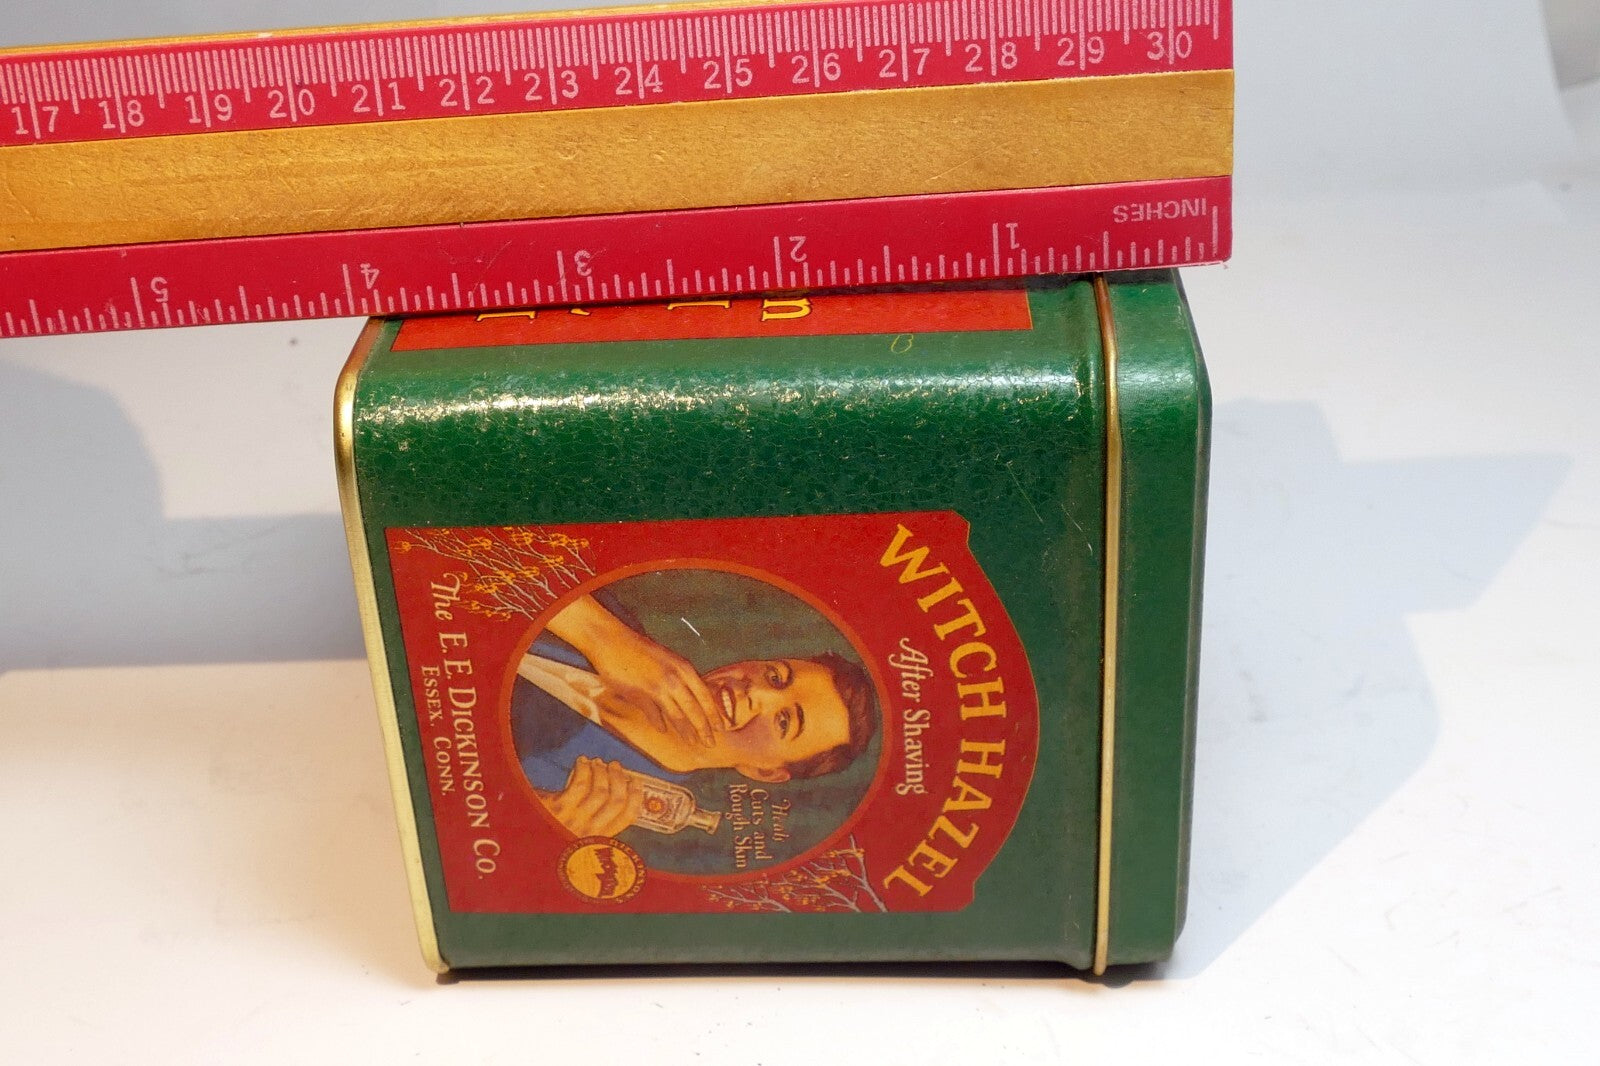 17 18 19 20 21 22 23 24 25 26 27 28 29 30
INCHES 1 2 3 4 5
WITCH HAZEL
After Shaving
Heals
Cuts and
Rough Skin
DICKINSON'S
The E. E. DICKINSON CO.
ESSEX, CONN.